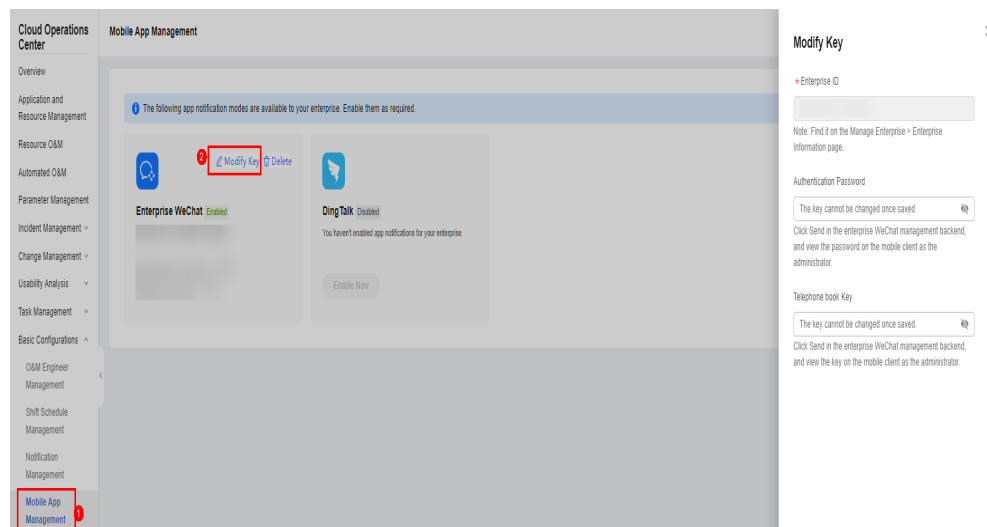 Cloud Operations
Center
Overview
Application and
Resource Management
Resource O&M
Automated O&M
Parameter Management
Incident Management
Change Management
Usability Analysis
Task Management
Basic Configurations
O&M Engineer
Management
Shift Schedule
Management
Notification
Management
Mobile App
Management
1
Mobile App Management
The following app notification modes are available to your enterprise. Enable them as required.
2 Modify Key Delete
Enterprise WeChat Enabled
DingTalk Disabled
You haven't enabled app notifications for your enterprise.
Enable Now
Modify Key
* Enterprise ID
Note: Find it on the Manage Enterprise > Enterprise
Information page.
Authentication Password
The key cannot be changed once saved.
Click Send in the enterprise WeChat management backend,
and view the password on the mobile client as the
administrator.
Telephone book Key
The key cannot be changed once saved.
Click Send in the enterprise WeChat management backend,
and view the key on the mobile client as the administrator.